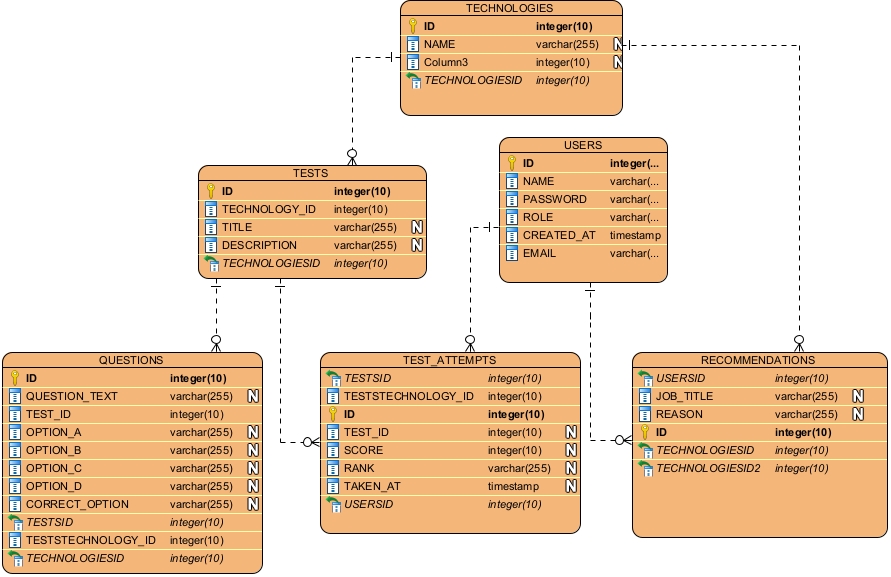 TECHNOLOGIES
ID integer(10)
NAME varchar(255) N
Column3 integer(10) N
TECHNOLOGIESID integer(10)
USERS
ID integer(...
NAME varchar(...
PASSWORD varchar(...
ROLE varchar(...
CREATED_AT timestamp
EMAIL varchar(...
TESTS
ID integer(10)
TECHNOLOGY_ID integer(10)
TITLE varchar(255) N
DESCRIPTION varchar(255) N
TECHNOLOGIESID integer(10)
QUESTIONS
ID integer(10)
QUESTION_TEXT varchar(255) N
TEST_ID integer(10)
OPTION_A varchar(255) N
OPTION_B varchar(255) N
OPTION_C varchar(255) N
OPTION_D varchar(255) N
CORRECT_OPTION varchar(255) N
TESTSID integer(10)
TESTSTECHNOLOGY_ID integer(10)
TECHNOLOGIESID integer(10)
TEST_ATTEMPTS
TESTSID integer(10)
TESTSTECHNOLOGY_ID integer(10)
ID integer(10)
TEST_ID integer(10) N
SCORE integer(10) N
RANK varchar(255) N
TAKEN_AT timestamp N
USERSID integer(10)
RECOMMENDATIONS
USERSID integer(10)
JOB_TITLE varchar(255) N
REASON varchar(255) N
ID integer(10)
TECHNOLOGIESID integer(10)
TECHNOLOGIESID2 integer(10)